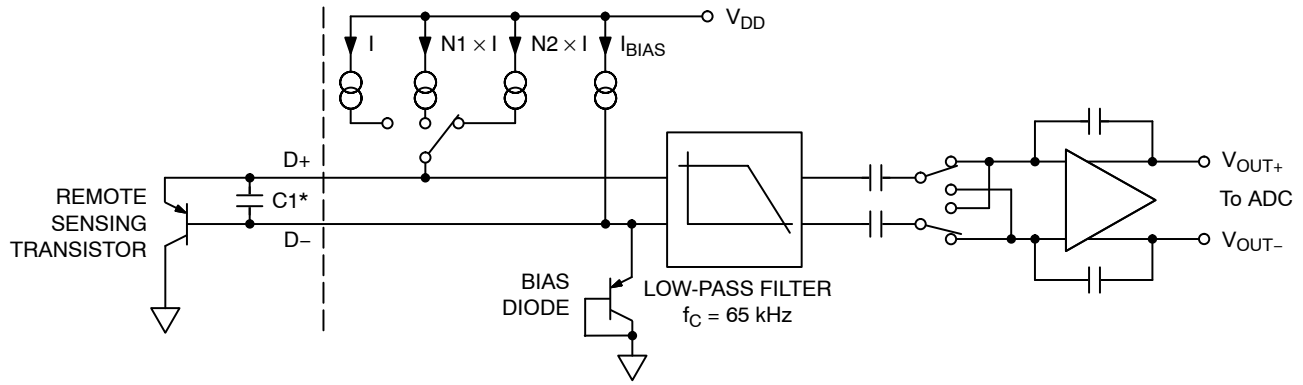 V_DD
I
N1 × I
N2 × I
I_BIAS
D+
C1*
REMOTE
SENSING
TRANSISTOR
D−
BIAS
DIODE
LOW-PASS FILTER
f_C = 65 kHz
V_OUT+
To ADC
V_OUT−